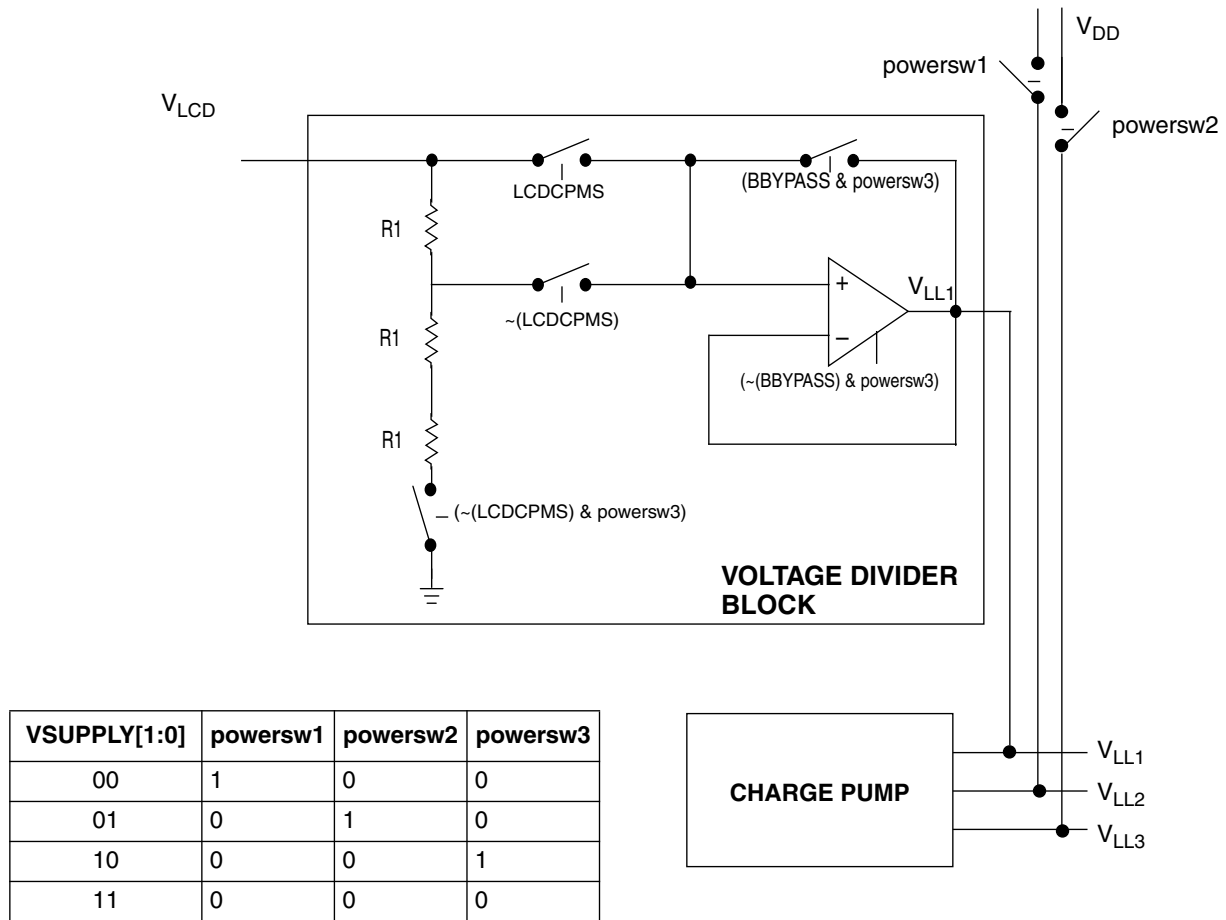 V_DD
powersw1
V_LCD
powersw2
LCDCPMS
(BBYPASS & powersw3)
R1
+
V_LL1
~(LCDCPMS)
R1
−
(~(BBYPASS) & powersw3)
R1
(~(LCDCPMS) & powersw3)
VOLTAGE DIVIDER
BLOCK
VSUPPLY[1:0] powersw1 powersw2 powersw3
00 1 0 0
01 0 1 0
10 0 0 1
11 0 0 0
CHARGE PUMP
V_LL1
V_LL2
V_LL3